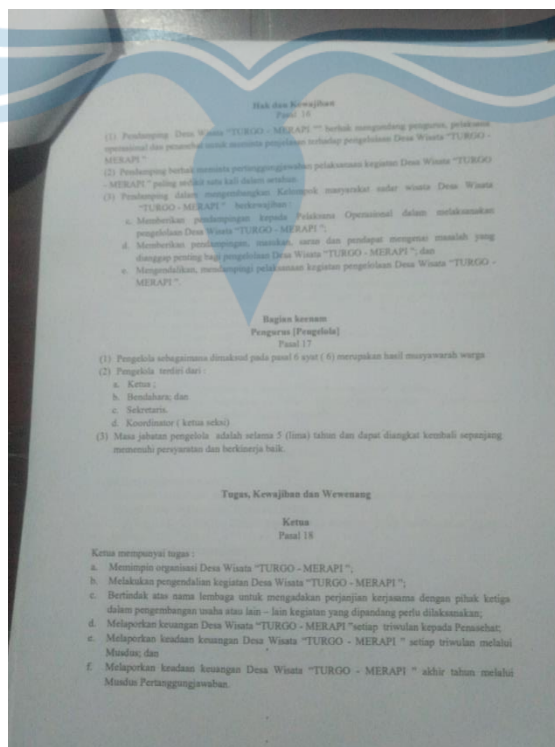 Hak dan Kewajiban
Pasal 16
(1) Pendamping Desa Wisata “TURGO - MERAPI ”“ berhak mengundang pengurus, pelaksana
operasional dan penasehat untuk meminta penjelasan terhadap pengelolaan Desa Wisata “TURGO -
MERAPI ”
(2) Pendamping berhak meminta pertanggungjawaban pelaksanaan kegiatan Desa Wisata “TURGO
- MERAPI ” paling sedikit satu kali dalam setahun.
(3) Pendamping dalam mengembangkan Kelompok masyarakat sadar wisata Desa Wisata
“TURGO - MERAPI ” berkewajiban :
c. Memberikan pendampingan kepada Pelaksana Operasional dalam melaksanakan
pengelolaan Desa Wisata “TURGO - MERAPI ”;
d. Memberikan pendampingan, masukan, saran dan pendapat mengenai masalah yang
dianggap penting bagi pengelolaan Desa Wisata “TURGO - MERAPI ”; dan
e. Mengendalikan, mendampingi pelaksanaan kegiatan pengelolaan Desa Wisata “TURGO -
MERAPI ”.
Bagian keenam
Pengurus [Pengelola]
Pasal 17
(1) Pengelola sebagaimana dimaksud pada pasal 6 ayat ( 6) merupakan hasil musyawarah warga
(2) Pengelola terdiri dari :
a. Ketua ;
b. Bendahara; dan
c. Sekretaris.
d. Koordinator ( ketua seksi)
(3) Masa jabatan pengelola adalah selama 5 (lima) tahun dan dapat diangkat kembali sepanjang
memenuhi persyaratan dan berkinerja baik.
Tugas, Kewajiban dan Wewenang
Ketua
Pasal 18
Ketua mempunyai tugas :
a. Memimpin organisasi Desa Wisata “TURGO - MERAPI ”;
b. Melakukan pengendalian kegiatan Desa Wisata “TURGO - MERAPI ”;
c. Bertindak atas nama lembaga untuk mengadakan perjanjian kerjasama dengan pihak ketiga
dalam pengembangan usaha atau lain – lain kegiatan yang dipandang perlu dilaksanakan;
d. Melaporkan keuangan Desa Wisata “TURGO - MERAPI ”setiap triwulan kepada Penasehat;
e. Melaporkan keadaan keuangan Desa Wisata “TURGO - MERAPI ” setiap triwulan melalui
Musdus; dan
f. Melaporkan keadaan keuangan Desa Wisata “TURGO - MERAPI ” akhir tahun melalui
Musdus Pertanggungjawaban.